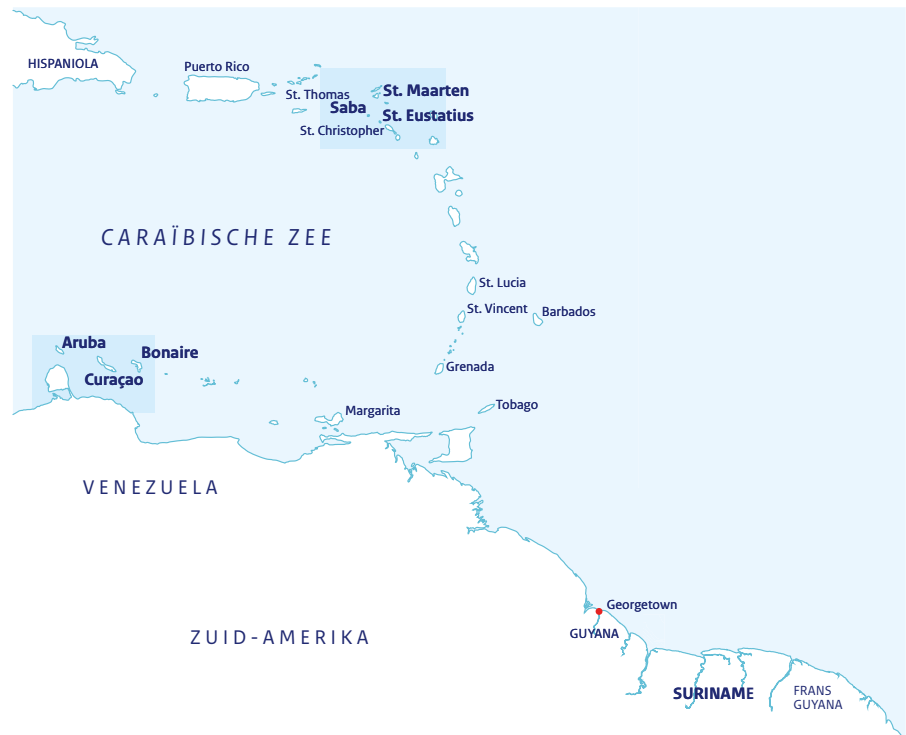 HISPANIOLA
Puerto Rico
St. Thomas
St. Maarten
Saba
St. Eustatius
St. Christopher
CARAÏBISCHE ZEE
St. Lucia
St. Vincent
Barbados
Aruba
Bonaire
Curaçao
Grenada
Margarita
Tobago
VENEZUELA
Georgetown
GUYANA
ZUID-AMERIKA
SURINAME
FRANS
GUYANA